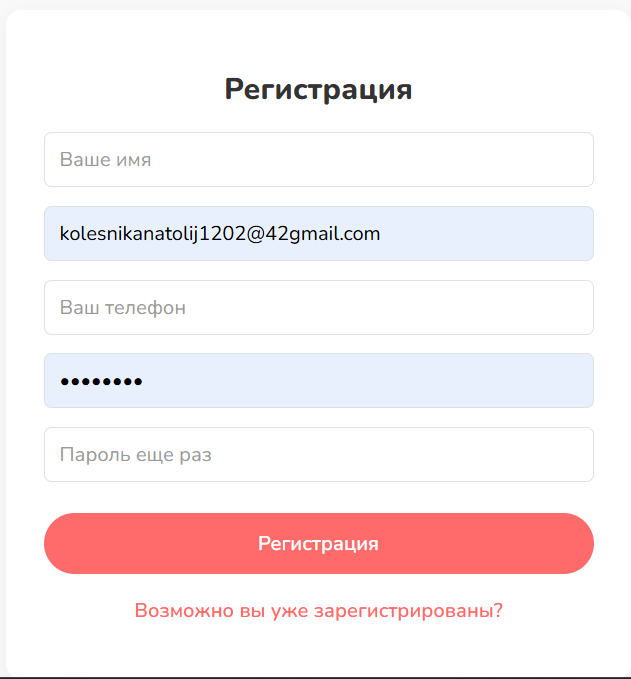 Регистрация
Ваше имя
kolesnikanatolij1202@42gmail.com
Ваш телефон
••••••••
Пароль еще раз
Регистрация
Возможно вы уже зарегистрированы?